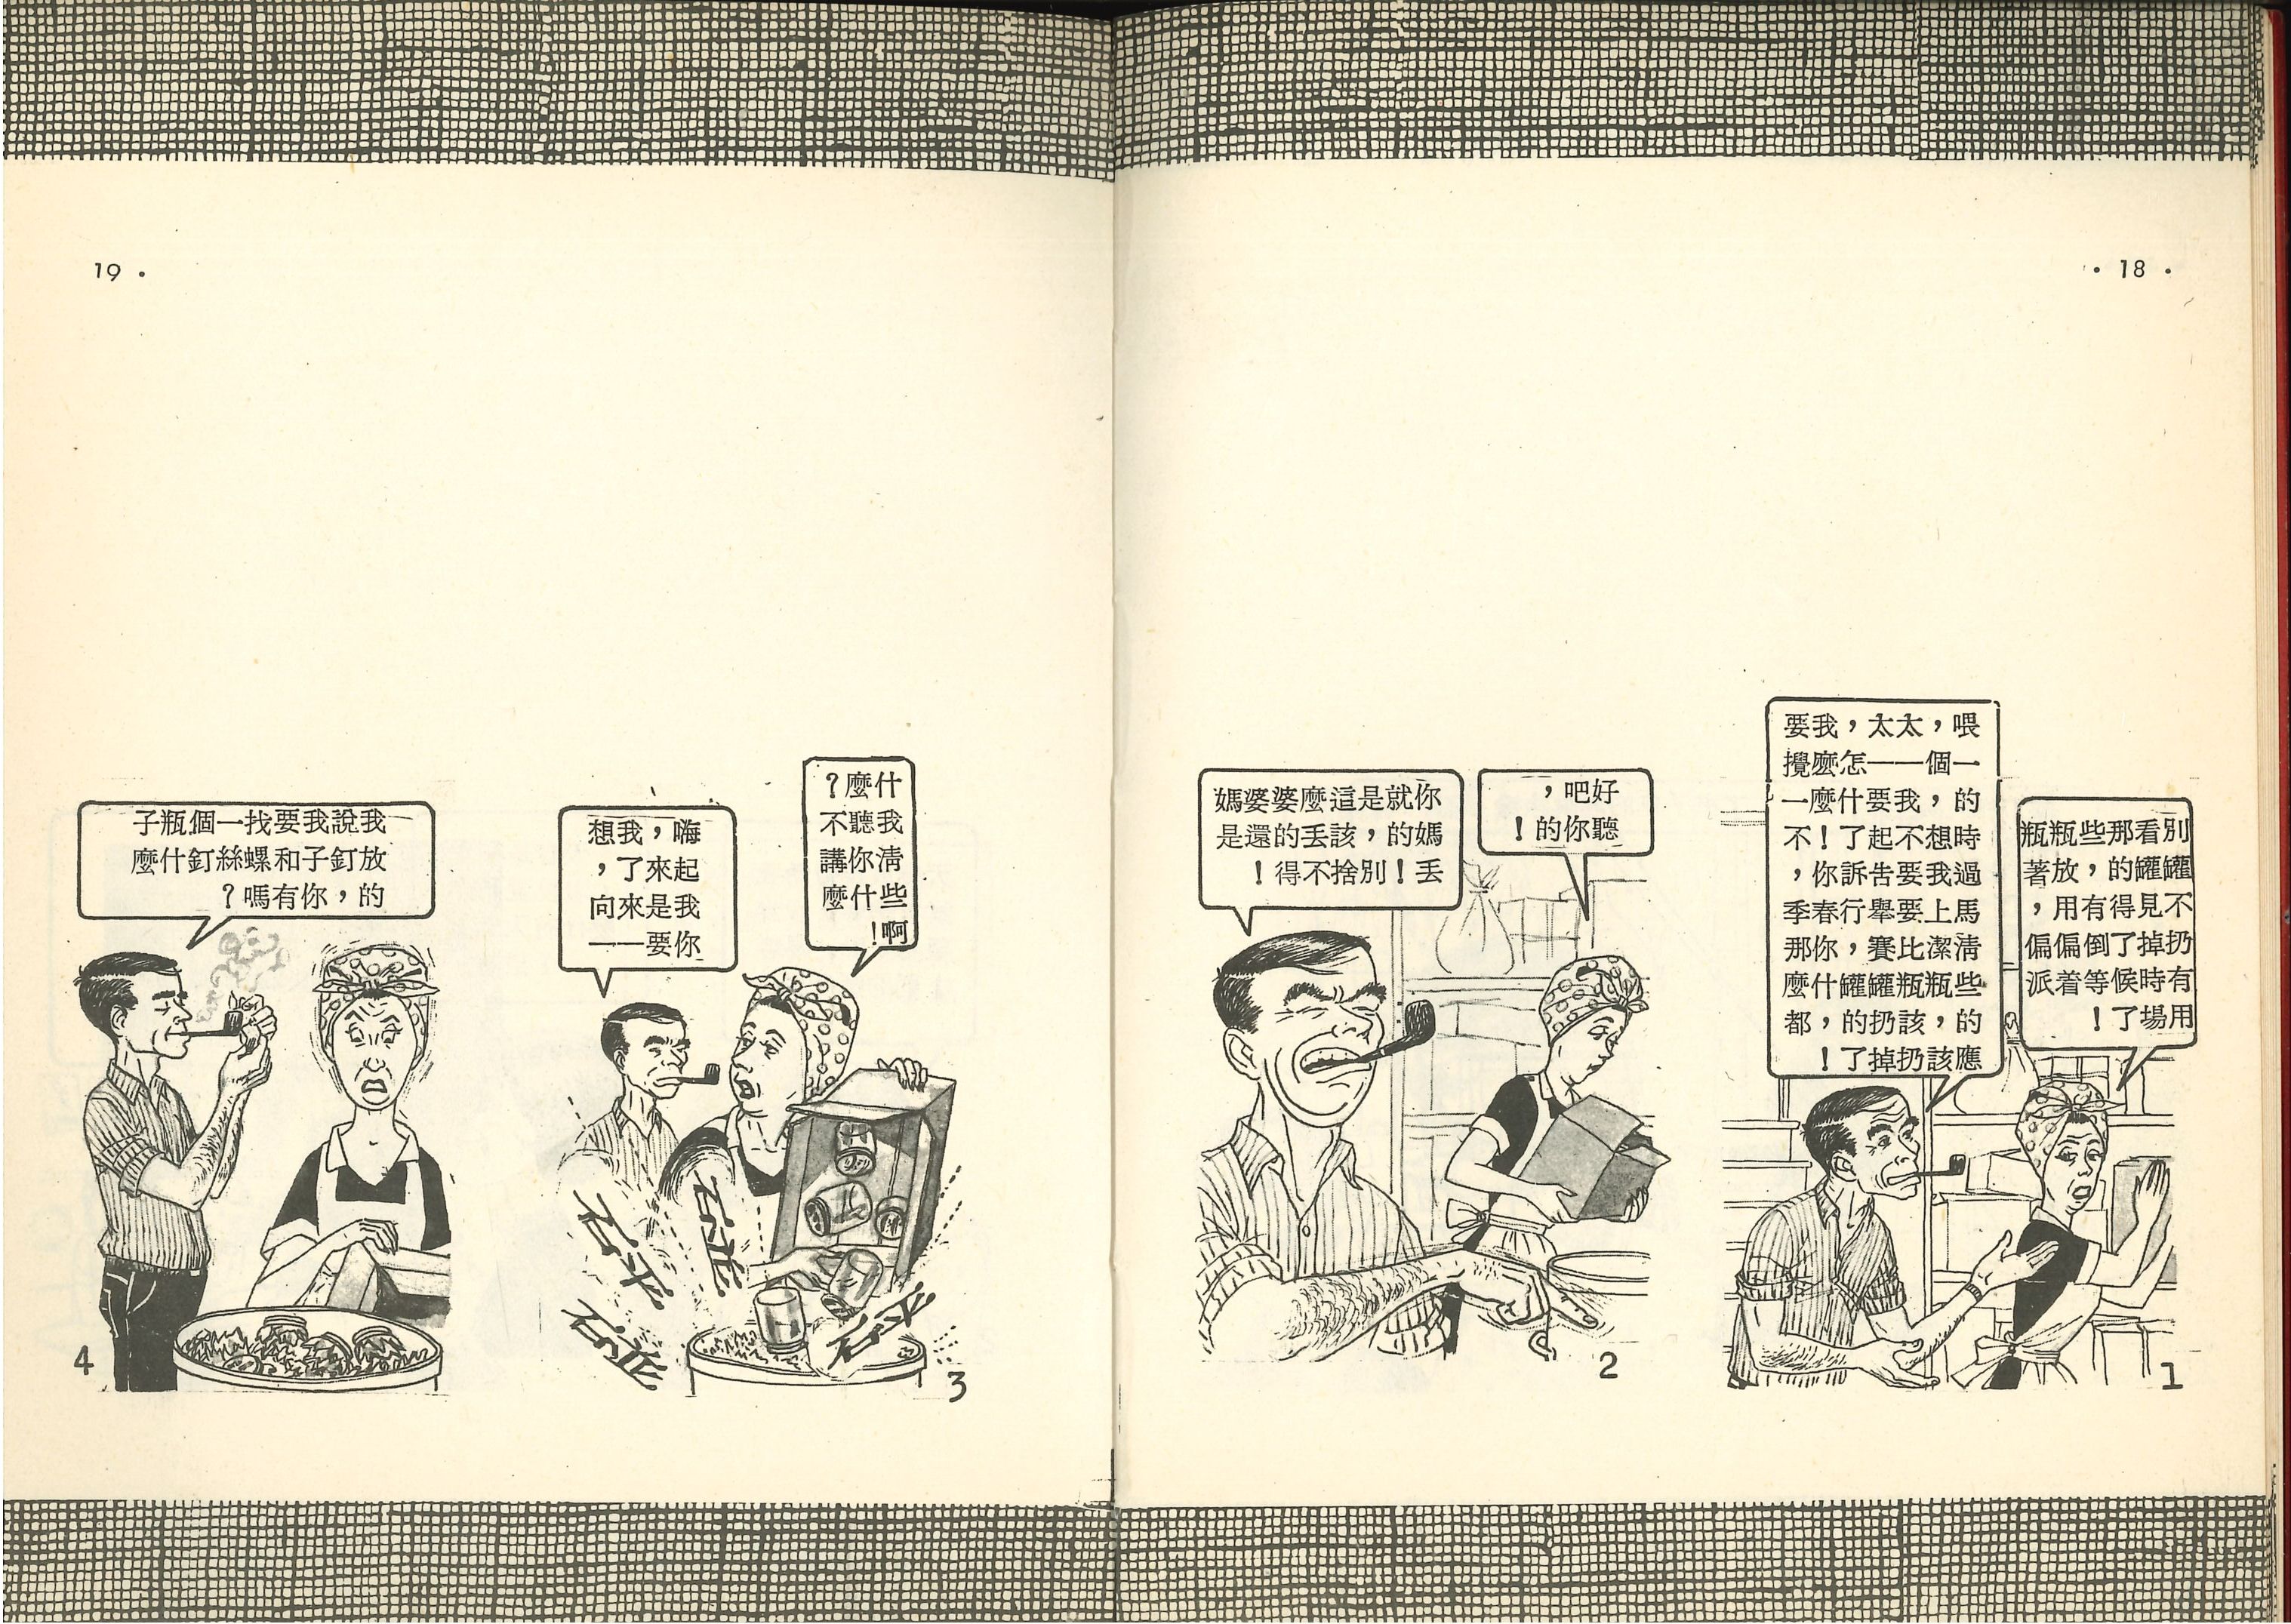 · 18 ·
喂，太太，我要
一個——怎麼攪
的，我要什麼一
時想不起了！不
過我要告訴你，
馬上要舉行春季
清潔比賽，你那
些瓶瓶罐罐什麼
的，該扔的，都
應該扔掉了！
別看那些瓶瓶
罐罐的，放著
不見得有用，
扔掉了倒偏偏
有時候等着派
用場了！
1
好吧，
聽你的！
你就是這麼婆婆媽
媽的，該丟的還是
丟！別捨不得！
2
嗨，我想
起來了，
我是來向
你要——
什麼？
我聽不
清你講
些什麼
啊！
砰
碰
碰
砰
3
我說我要找一個瓶子
放釘子和螺絲釘什麼
的，你有嗎？
4
19 ·